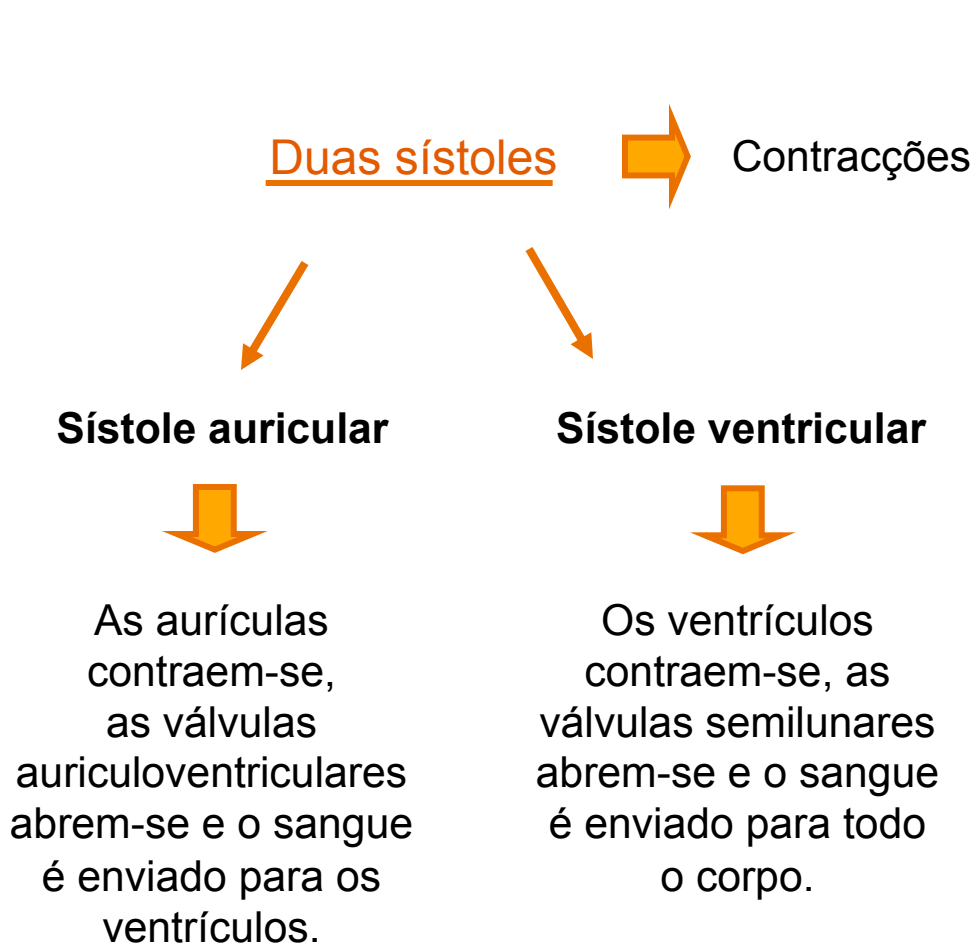 Duas sístoles
Contracções
Sístole auricular
Sístole ventricular
As aurículas
contraem-se,
as válvulas
auriculoventriculares
abrem-se e o sangue
é enviado para os
ventrículos.
Os ventrículos
contraem-se, as
válvulas semilunares
abrem-se e o sangue
é enviado para todo
o corpo.